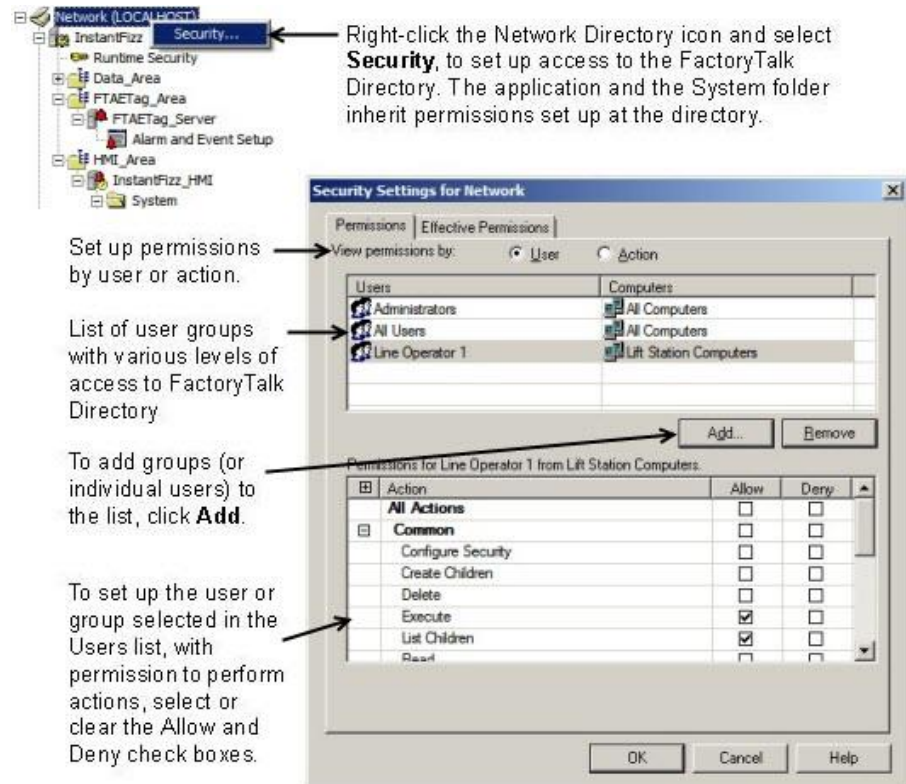 Network (LOCALHOST)
Security...
InstantFizz
Runtime Security
Data_Area
FTAETag_Area
FTAETag_Server
Alarm and Event Setup
HMI_Area
InstantFizz_HMI
System
Right-click the Network Directory icon and select
Security, to set up access to the FactoryTalk
Directory. The application and the System folder
inherit permissions set up at the directory.
Set up permissions
by user or action.
List of user groups
with various levels of
access to FactoryTalk
Directory
To add groups (or
individual users) to
the list, click Add.
To set up the user or
group selected in the
Users list, with
permission to perform
actions, select or
clear the Allow and
Deny check boxes.
Security Settings for Network
Permissions Effective Permissions
View permissions by: User Action
Users Computers
Administrators All Computers
All Users All Computers
Line Operator 1 Lift Station Computers
Add... Remove
Permissions for Line Operator 1 from Lift Station Computers.
Action Allow Deny
All Actions
Common
Configure Security
Create Children
Delete
Execute
List Children
Read
OK Cancel Help